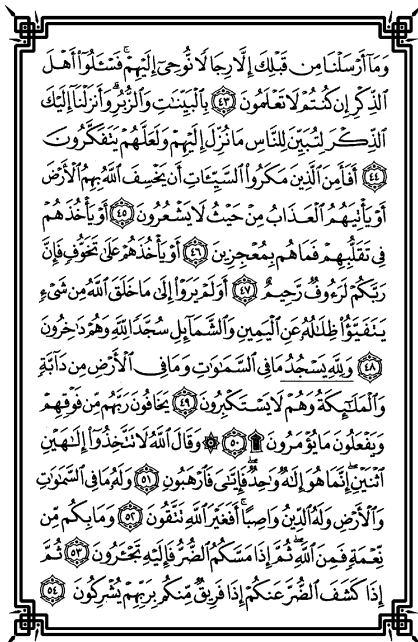 وَمَآ أَرۡسَلۡنَا مِن قَبۡلِكَ إِلَّا رِجَالٗا نُّوحِيٓ إِلَيۡهِمۡۖ فَسۡـَٔلُوٓاْ أَهۡلَ
ٱلذِّكۡرِ إِن كُنتُمۡ لَا تَعۡلَمُونَ ٤٣ بِٱلۡبَيِّنَٰتِ وَٱلزُّبُرِۗ وَأَنزَلۡنَآ إِلَيۡكَ
ٱلذِّكۡرَ لِتُبَيِّنَ لِلنَّاسِ مَا نُزِّلَ إِلَيۡهِمۡ وَلَعَلَّهُمۡ يَتَفَكَّرُونَ
٤٤ أَفَأَمِنَ ٱلَّذِينَ مَكَرُواْ ٱلسَّيِّـَٔاتِ أَن يَخۡسِفَ ٱللَّهُ بِهِمُ ٱلۡأَرۡضَ
أَوۡ يَأۡتِيَهُمُ ٱلۡعَذَابُ مِنۡ حَيۡثُ لَا يَشۡعُرُونَ ٤٥ أَوۡ يَأۡخُذَهُمۡ
فِي تَقَلُّبِهِمۡ فَمَا هُم بِمُعۡجِزِينَ ٤٦ أَوۡ يَأۡخُذَهُمۡ عَلَىٰ تَخَوُّفٖ فَإِنَّ
رَبَّكُمۡ لَرَءُوفٞ رَّحِيمٌ ٤٧ أَوَلَمۡ يَرَوۡاْ إِلَىٰ مَا خَلَقَ ٱللَّهُ مِن شَيۡءٖ
يَتَفَيَّؤُاْ ظِلَٰلُهُۥ عَنِ ٱلۡيَمِينِ وَٱلشَّمَآئِلِ سُجَّدٗا لِّلَّهِ وَهُمۡ دَٰخِرُونَ
٤٨ وَلِلَّهِۤ يَسۡجُدُۤ مَا فِي ٱلسَّمَٰوَٰتِ وَمَا فِي ٱلۡأَرۡضِ مِن دَآبَّةٖ
وَٱلۡمَلَٰٓئِكَةُ وَهُمۡ لَا يَسۡتَكۡبِرُونَ ٤٩ يَخَافُونَ رَبَّهُم مِّن فَوۡقِهِمۡ
وَيَفۡعَلُونَ مَا يُؤۡمَرُونَ۩ ٥٠ ۞ وَقَالَ ٱللَّهُ لَا تَتَّخِذُوٓاْ إِلَٰهَيۡنِ
ٱثۡنَيۡنِۖ إِنَّمَا هُوَ إِلَٰهٞ وَٰحِدٞ فَإِيَّٰيَ فَٱرۡهَبُونِ ٥١ وَلَهُۥ مَا فِي ٱلسَّمَٰوَٰتِ
وَٱلۡأَرۡضِ وَلَهُ ٱلدِّينُ وَاصِبًاۚ أَفَغَيۡرَ ٱللَّهِ تَتَّقُونَ ٥٢ وَمَا بِكُم مِّن
نِّعۡمَةٖ فَمِنَ ٱللَّهِۖ ثُمَّ إِذَا مَسَّكُمُ ٱلضُّرُّ فَإِلَيۡهِ تَجۡـَٔرُونَ ٥٣ ثُمَّ
إِذَا كَشَفَ ٱلضُّرَّ عَنكُمۡ إِذَا فَرِيقٞ مِّنكُم بِرَبِّهِمۡ يُشۡرِكُونَ ٥٤